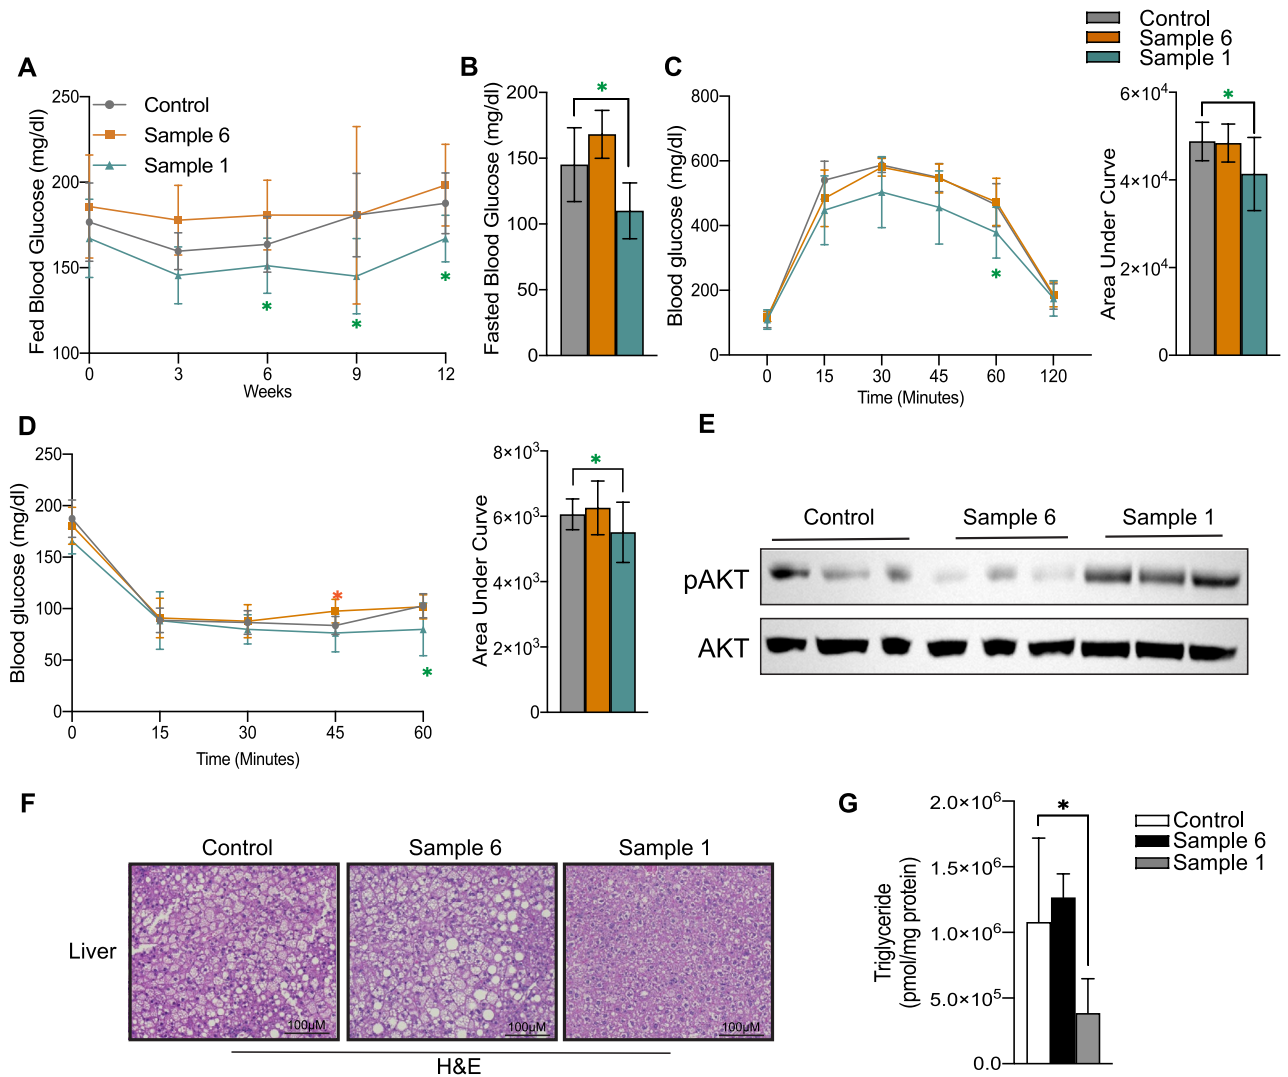 Control
Sample 6
Sample 1
A
Fed Blood Glucose (mg/dl)
250
200
150
100
Control
Sample 6
Sample 1
*
*
*
0
3
6
9
12
Weeks
B
Fasted Blood Glucose (mg/dl)
200
150
100
50
0
*
C
Blood glucose (mg/dl)
800
600
400
200
0
*
0
15
30
45
60
120
Time (Minutes)
Area Under Curve
6×10⁴
4×10⁴
2×10⁴
0
*
D
Blood glucose (mg/dl)
250
200
150
100
50
0
*
*
0
15
30
45
60
Time (Minutes)
Area Under Curve
8×10³
6×10³
4×10³
2×10³
0
*
E
Control
Sample 6
Sample 1
pAKT
AKT
F
Control
Sample 6
Sample 1
Liver
100μM
100μM
100μM
H&E
G
Triglyceride
(pmol/mg protein)
2.0×10⁶
1.5×10⁶
1.0×10⁶
5.0×10⁵
0.0
*
Control
Sample 6
Sample 1